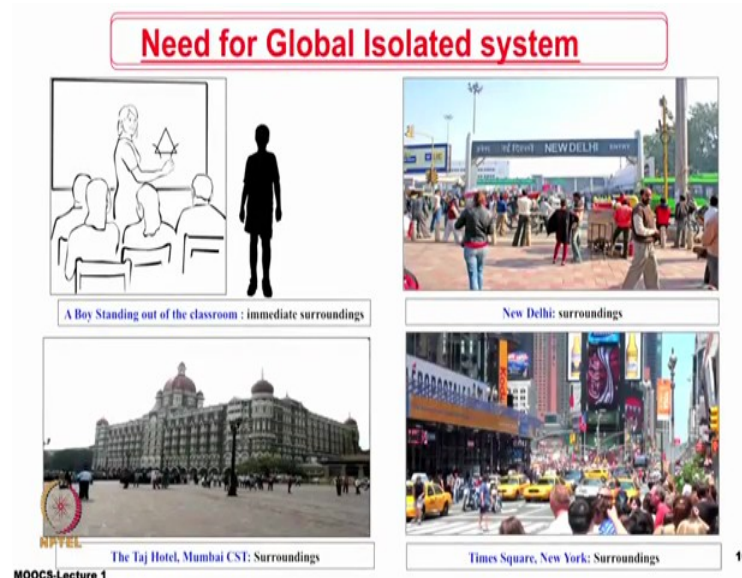 Need for Global Isolated system
A Boy Standing out of the classroom : immediate surroundings
नई दिल्ली NEW DELHI
New Delhi: surroundings
NPTEL
The Taj Hotel, Mumbai CST: Surroundings
Times Square, New York: Surroundings
1
MOOCS-Lecture 1